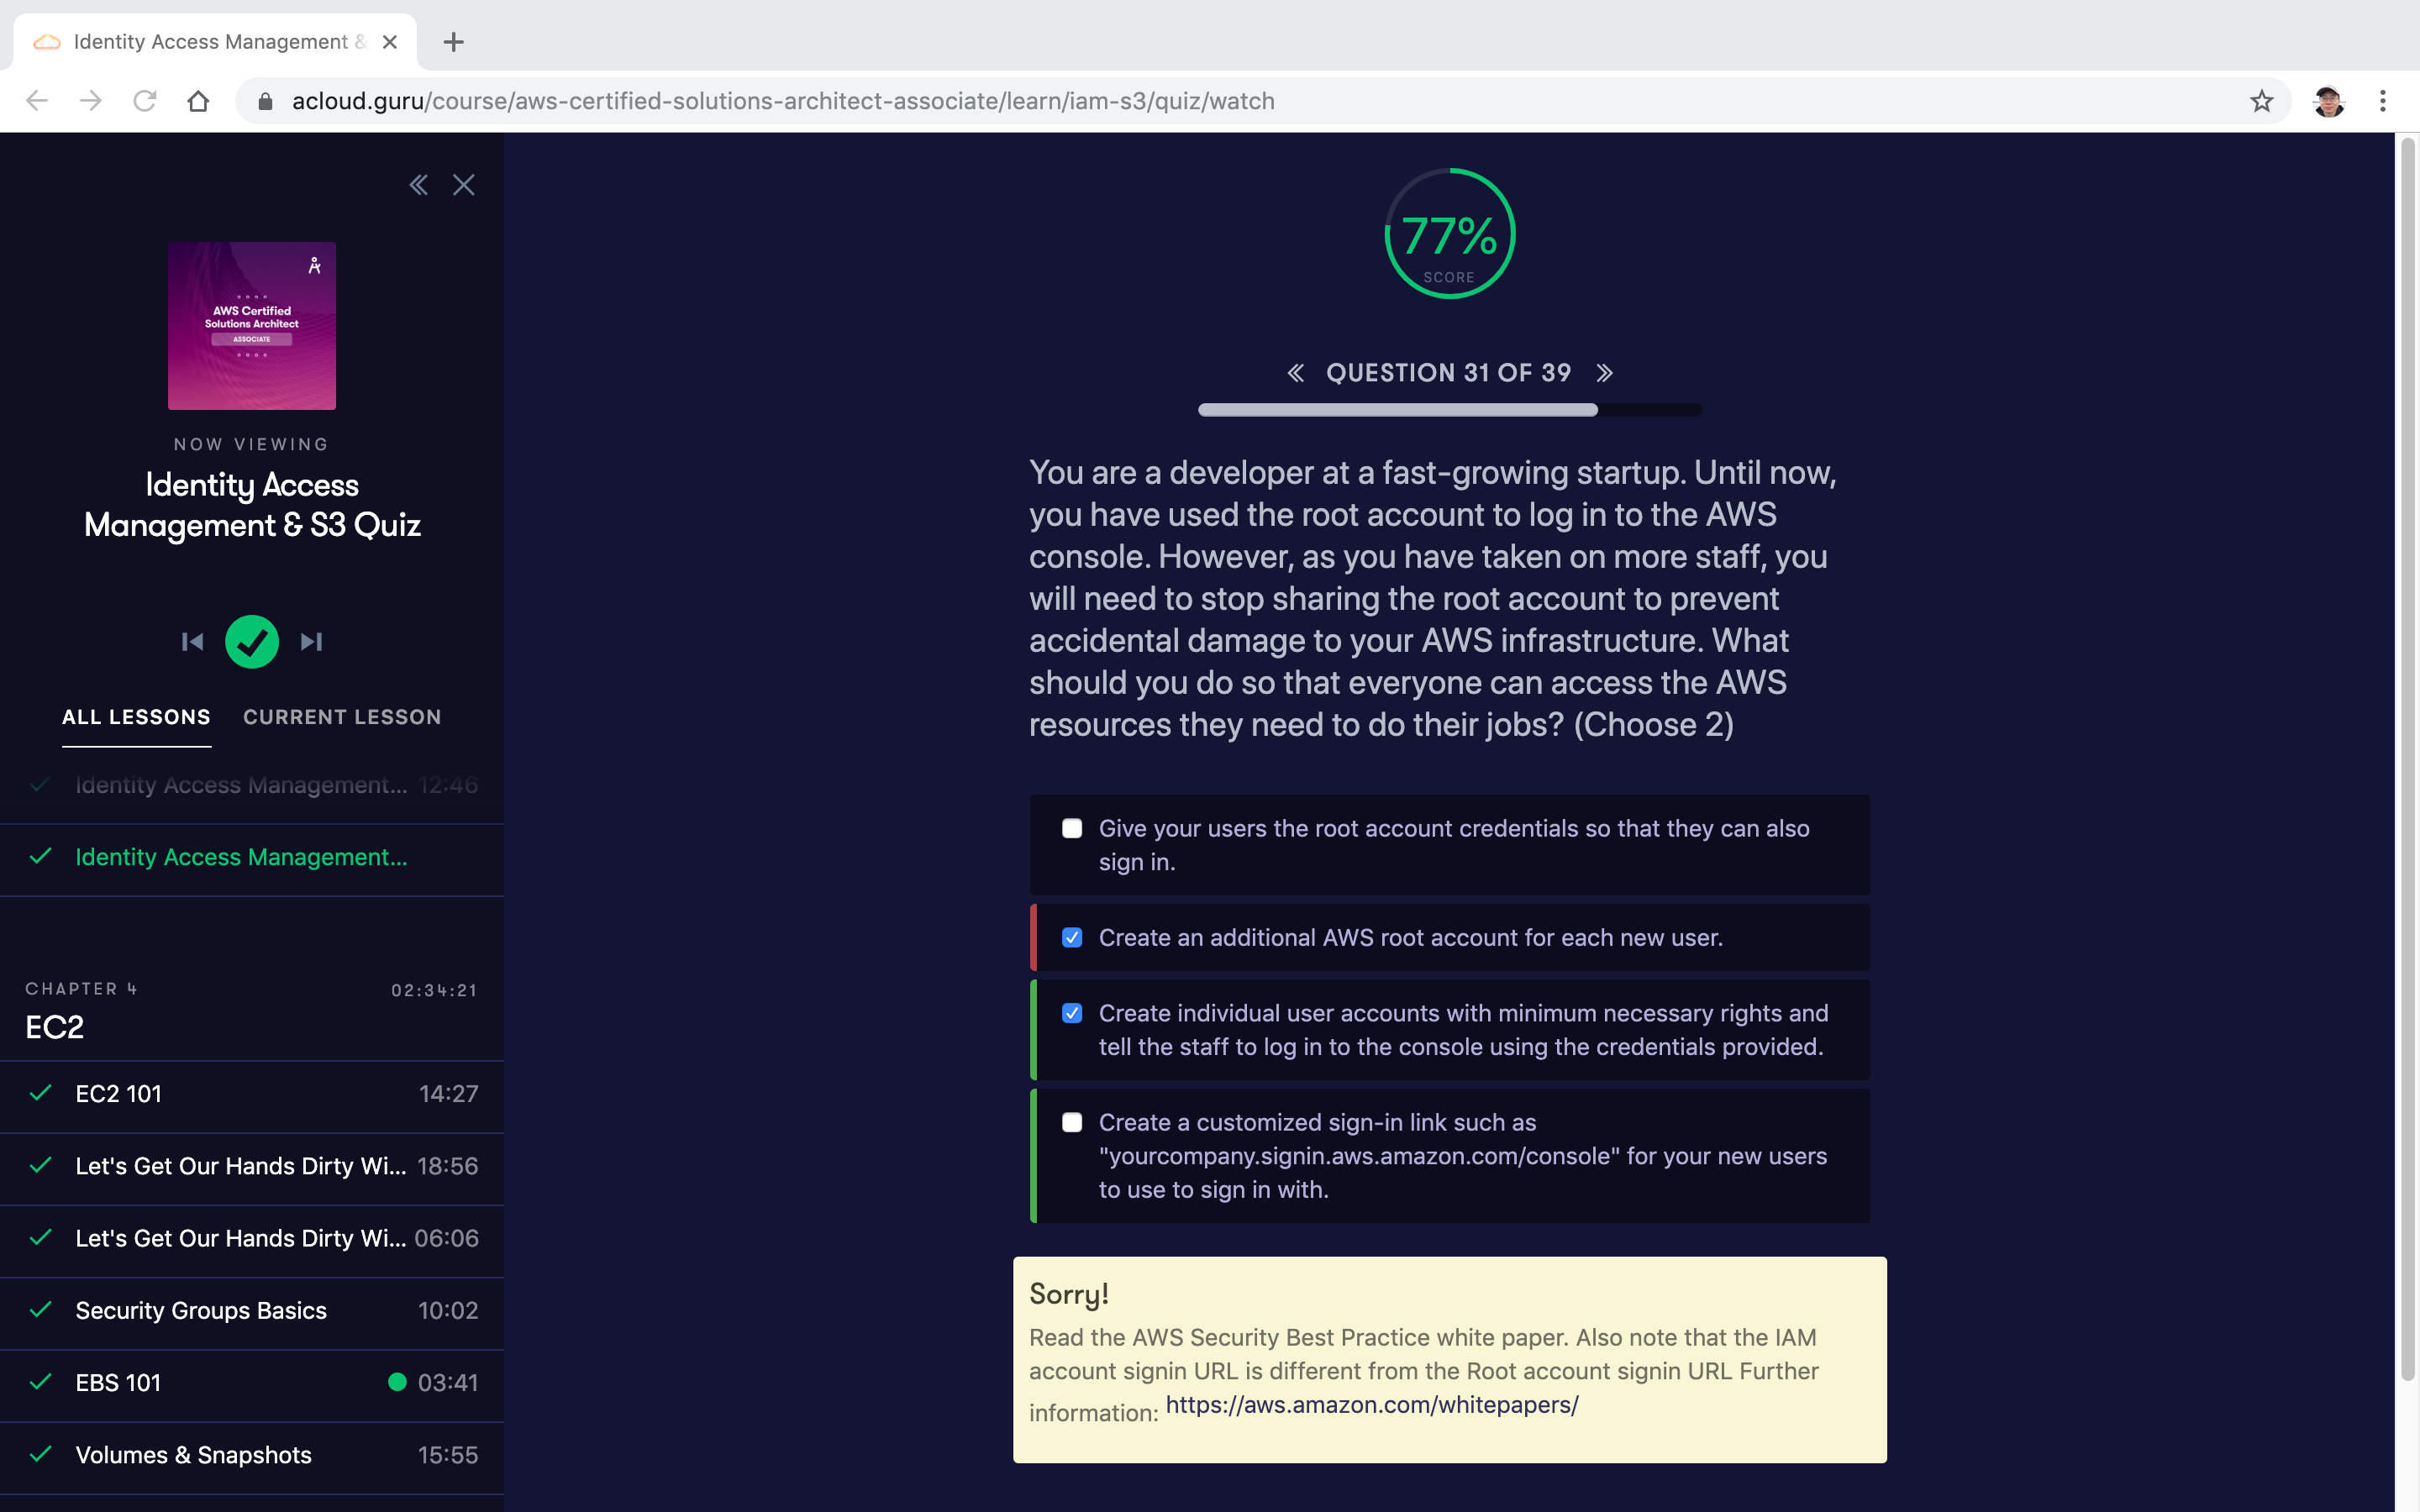 Identity Access Management &
acloud.guru/course/aws-certified-solutions-architect-associate/learn/iam-s3/quiz/watch
AWS Certified
Solutions Architect
ASSOCIATE
NOW VIEWING
Identity Access
Management & S3 Quiz
ALL LESSONS CURRENT LESSON
Identity Access Management... 12:46
Identity Access Management...
CHAPTER 4 02:34:21
EC2
EC2 101 14:27
Let's Get Our Hands Dirty Wi... 18:56
Let's Get Our Hands Dirty Wi... 06:06
Security Groups Basics 10:02
EBS 101 03:41
Volumes & Snapshots 15:55
77%
SCORE
QUESTION 31 OF 39
You are a developer at a fast-growing startup. Until now,
you have used the root account to log in to the AWS
console. However, as you have taken on more staff, you
will need to stop sharing the root account to prevent
accidental damage to your AWS infrastructure. What
should you do so that everyone can access the AWS
resources they need to do their jobs? (Choose 2)
Give your users the root account credentials so that they can also
sign in.
Create an additional AWS root account for each new user.
Create individual user accounts with minimum necessary rights and
tell the staff to log in to the console using the credentials provided.
Create a customized sign-in link such as
"yourcompany.signin.aws.amazon.com/console" for your new users
to use to sign in with.
Sorry!
Read the AWS Security Best Practice white paper. Also note that the IAM
account signin URL is different from the Root account signin URL Further
information: https://aws.amazon.com/whitepapers/